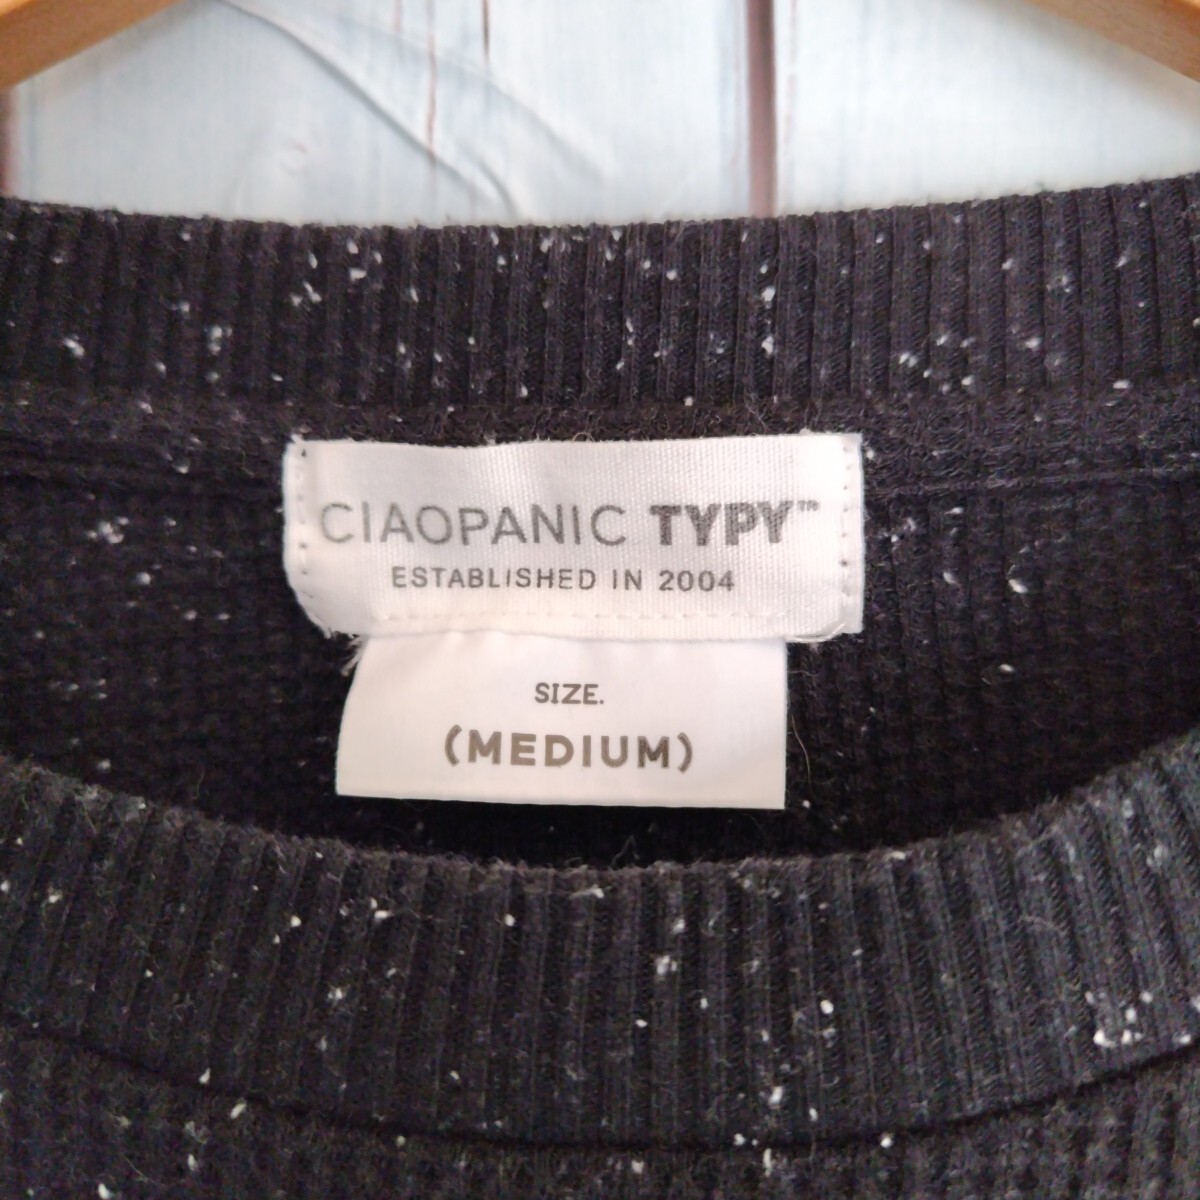 CIAOPANIC TYPY™
ESTABLISHED IN 2004
SIZE.
(MEDIUM)